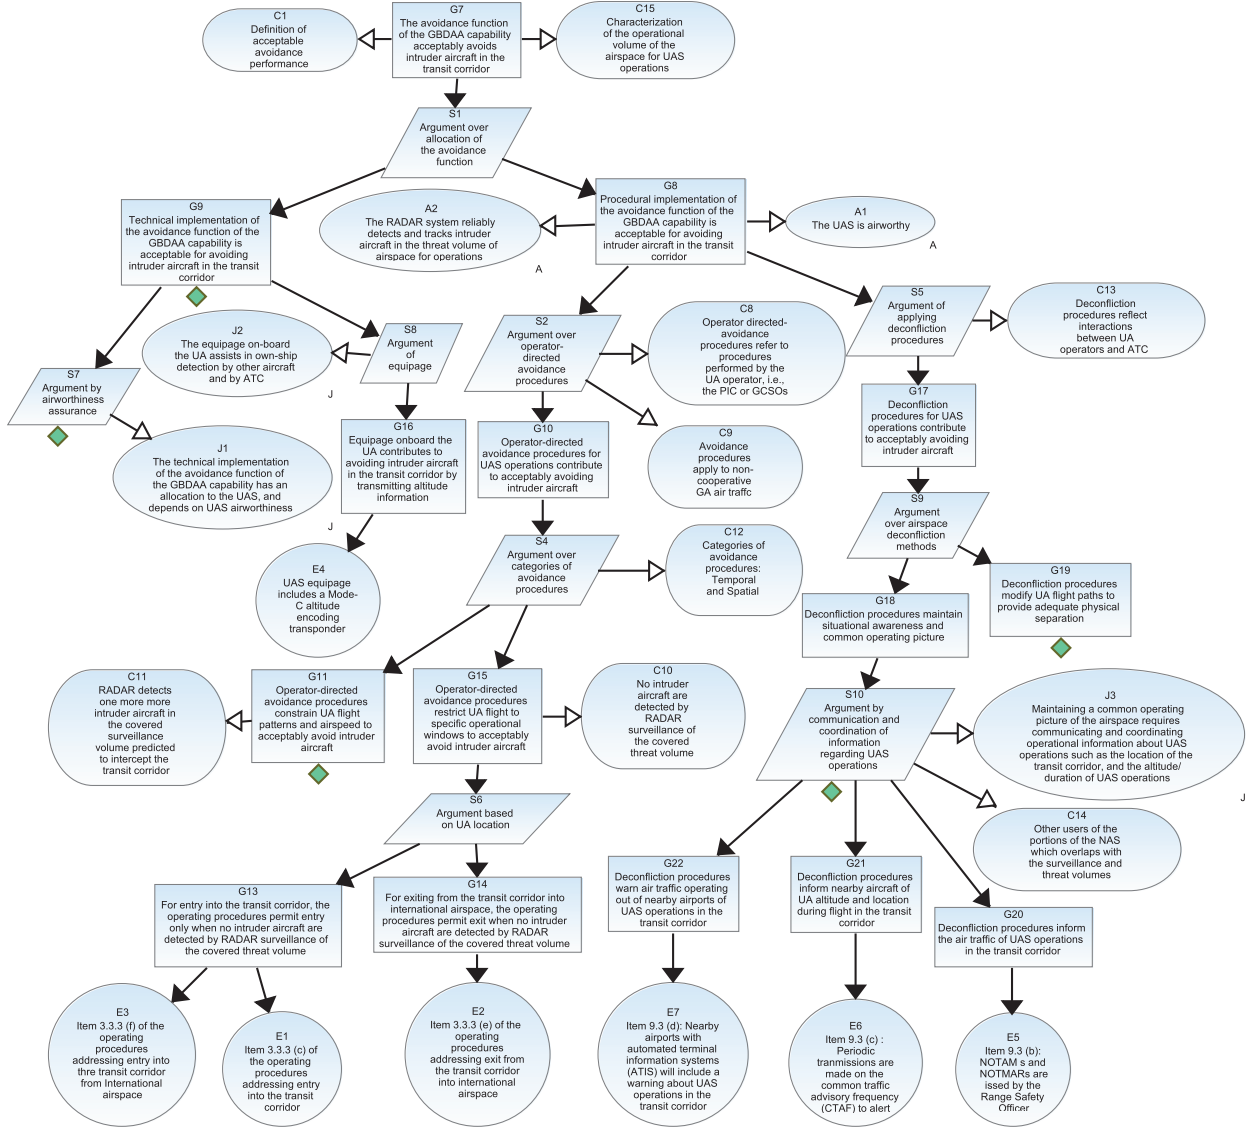 C1
Definition of
acceptable
avoidance
performance
G7
The avoidance function
of the GBDAA capability
acceptably avoids
intruder aircraft in the
transit corridor
C15
Characterization
of the operational
volume of the
airspace for UAS
operations
S1
Argument over
allocation of
the avoidance
function
G9
Technical implementation of
the avoidance function of the
GBDAA capability is
acceptable for avoiding
intruder aircraft in the transit
corridor
A2
The RADAR system reliably
detects and tracks intruder
aircraft in the threat volume of
airspace for operations
A
G8
Procedural implementation of
the avoidance function of the
GBDAA capability is
acceptable for avoiding
intruder aircraft in the transit
corridor
A1
The UAS is airworthy
A
J2
The equipage on-board
the UA assists in own-ship
detection by other aircraft
and by ATC
J
S8
Argument
of
equipage
S2
Argument over
operator-
directed
avoidance
procedures
C8
Operator directed-
avoidance
procedures refer to
procedures
performed by the
UA operator, i.e.,
the PIC or GCSOs
S5
Argument of
applying
deconfliction
procedures
C13
Deconfliction
procedures reflect
interactions
between UA
operators and ATC
S7
Argument by
airworthiness
assurance
J1
The technical implementation
of the avoidance function of
the GBDAA capability has an
allocation to the UAS, and
depends on UAS airworthiness
J
G16
Equipage onboard the
UA contributes to
avoiding intruder aircraft
in the transit corridor by
transmitting altitude
information
G10
Operator-directed
avoidance procedures for
UAS operations contribute
to acceptably avoiding
intruder aircraft
C9
Avoidance
procedures
apply to non-
cooperative
GA air traffc
G17
Deconfliction
procedures for UAS
operations contribute
to acceptably avoiding
intruder aircraft
E4
UAS equipage
includes a Mode-
C altitude
encoding
transponder
S4
Argument over
categories of
avoidance
procedures
C12
Categories of
avoidance
procedures:
Temporal
and Spatial
S9
Argument
over airspace
deconfliction
methods
G18
Deconfliction procedures maintain
situational awareness and
common operating picture
G19
Deconfliction procedures
modify UA flight paths to
provide adequate physical
separation
C11
RADAR detects
one more more
intruder aircraft in
the covered
surveillance
volume predicted
to intercept the
transit corridor
G11
Operator-directed
avoidance procedures
constrain UA flight
patterns and airspeed to
acceptably avoid intruder
aircraft
G15
Operator-directed
avoidance procedures
restrict UA flight to
specific operational
windows to acceptably
avoid intruder aircraft
C10
No intruder
aircraft are
detected by
RADAR
surveillance of
the covered
threat volume
S10
Argument by
communication and
coordination of
information
regarding UAS
operations
J3
Maintaining a common operating
picture of the airspace requires
communicating and coordinating
operational information about UAS
operations such as the location of the
transit corridor, and the altitude/
duration of UAS operations
J
S6
Argument based
on UA location
C14
Other users of the
portions of the NAS
which overlaps with
the surveillance and
threat volumes
G13
For entry into the transit corridor, the
operating procedures permit entry
only when no intruder aircraft are
detected by RADAR surveillance of
the covered threat volume
G14
For exiting from the transit corridor into
international airspace, the operating
procedures permit exit when no intruder
aircraft are detected by RADAR
surveillance of the covered threat volume
G22
Deconfliction procedures
warn air traffic operating
out of nearby airports of
UAS operations in the
transit corridor
G21
Deconfliction procedures
inform nearby aircraft of
UA altitude and location
during flight in the transit
corridor
G20
Deconfliction procedures inform
the air traffic of UAS operations
in the transit corridor
E3
Item 3.3.3 (f) of the
operating
procedures
addressing entry into
thre transit corridor
from International
airspace
E1
Item 3.3.3 (c) of
the operating
procedures
addressing entry
into the transit
corridor
E2
Item 3.3.3 (e) of the
operating
procedures
addressing exit from
the transit corridor
into international
airspace
E7
Item 9.3 (d): Nearby
airports with
automated terminal
information systems
(ATIS) will include a
warning about UAS
operations in the
transit corridor
E6
Item 9.3 (c) :
Periodic
tranmissions are
made on the
common traffic
advisory frequency
(CTAF) to alert
E5
Item 9.3 (b):
NOTAM s and
NOTMARs are
issed by the
Range Safety
Officer